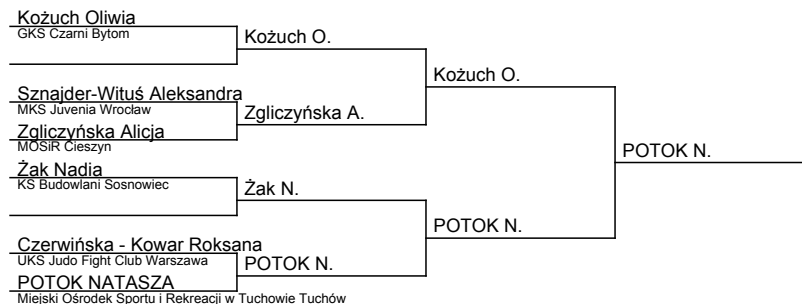 Kożuch Oliwia
GKS Czarni Bytom
Kożuch O.
Kożuch O.
Sznajder-Wituś Aleksandra
MKS Juvenia Wrocław
Zgliczyńska A.
Zgliczyńska Alicja
MOSiR Cieszyn
POTOK N.
Żak Nadia
KS Budowlani Sosnowiec
Żak N.
POTOK N.
Czerwińska - Kowar Roksana
UKS Judo Fight Club Warszawa
POTOK N.
POTOK NATASZA
Miejski Ośrodek Sportu i Rekreacji w Tuchowie Tuchów